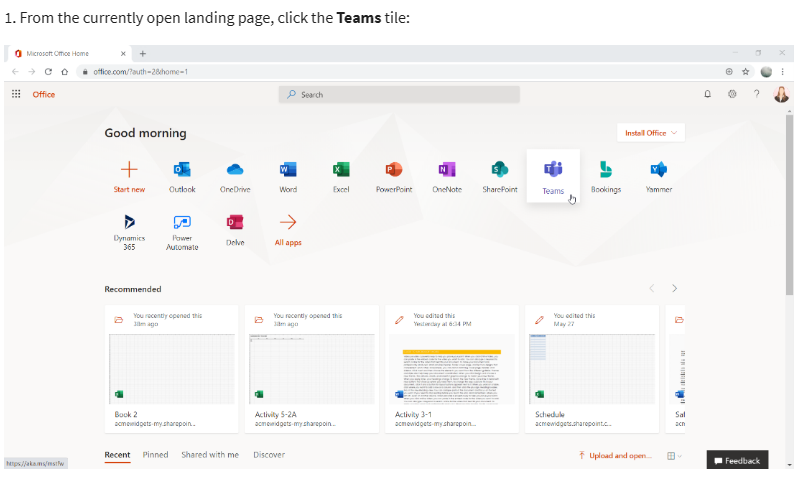 1. From the currently open landing page, click the Teams tile:
Microsoft Office Home
office.com/?auth=2&home=1
Office
Search
?
Good morning
Install Office
Start new
Outlook
OneDrive
Word
Excel
PowerPoint
OneNote
SharePoint
Teams
Bookings
Yammer
Dynamics
365
Power
Automate
Delve
All apps
Recommended
You recently opened this
38m ago
You recently opened this
38m ago
You edited this
Yesterday at 8:34 PM
You edited this
May 27
Book 2
acmewidgets-my.sharepoin...
Activity 5-2A
acmewidgets-my.sharepoin...
Activity 3-1
acmewidgets-my.sharepoin...
Schedule
acmewidgets.sharepoint.c...
Sal
acn
Recent
Pinned
Shared with me
Discover
Upload and open...
Feedback
https://aka.ms/mstfw